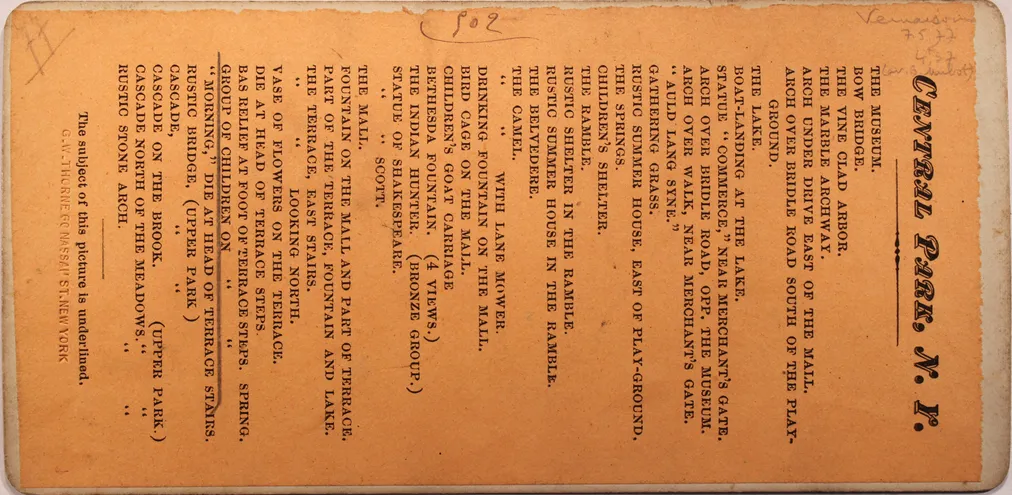 502
CENTRAL PARK, N. Y.
THE MUSEUM.
BOW BRIDGE.
THE VINE CLAD ARBOR.
THE MARBLE ARCHWAY.
ARCH UNDER DRIVE EAST OF THE MALL.
ARCH OVER BRIDLE ROAD SOUTH OF THE PLAY-
GROUND.
THE LAKE.
BOAT-LANDING AT THE LAKE.
STATUE "COMMERCE," NEAR MERCHANT'S GATE.
ARCH OVER BRIDLE ROAD, OPP, THE MUSEUM.
ARCH OVER WALK, NEAR MERCHANT'S GATE.
"AULD LANG SYNE."
GATHERING GRASS.
RUSTIC SUMMER HOUSE, EAST OF PLAY-GROUND.
THE SPRINGS.
CHILDREN'S SHELTER.
THE RAMBLE.
RUSTIC SHELTER IN THE RAMBLE.
RUSTIC SUMMER HOUSE IN THE RAMBLE.
THE BELVEDERE.
THE CAMEL.
" " WITH LANE MOWER.
DRINKING FOUNTAIN ON THE MALL.
BIRD CAGE ON THE MALL.
CHILDREN'S GOAT CARRIAGE
BETHESDA FOUNTAIN. (4 VIEWS.)
THE INDIAN HUNTER. (BRONZE GROUP.)
STATUE OF SHAKESPEARE.
" " SCOTT.
THE MALL.
FOUNTAIN ON THE MALL AND PART OF TERRACE.
PART OF THE TERRACE, FOUNTAIN AND LAKE.
THE TERRACE, EAST STAIRS.
" " LOOKING NORTH.
VASE OF FLOWERS ON THE TERRACE.
DIE AT HEAD OF TERRACE STEPS.
BAS RELIEF AT FOOT OF TERRACE STEPS. SPRING.
GROUP OF CHILDREN ON " "
"MORNING," DIE AT HEAD OF TERRACE STAIRS.
RUSTIC BRIDGE, (UPPER PARK )
CASCADE, " "
CASCADE ON THE BROOK. (UPPER PARK.)
CASCADE NORTH OF THE MEADOWS. " "
RUSTIC STONE ARCH. " "
The, subject of this picture is underlined.
G.W. THORNE 60 NASSAU ST. NEW YORK